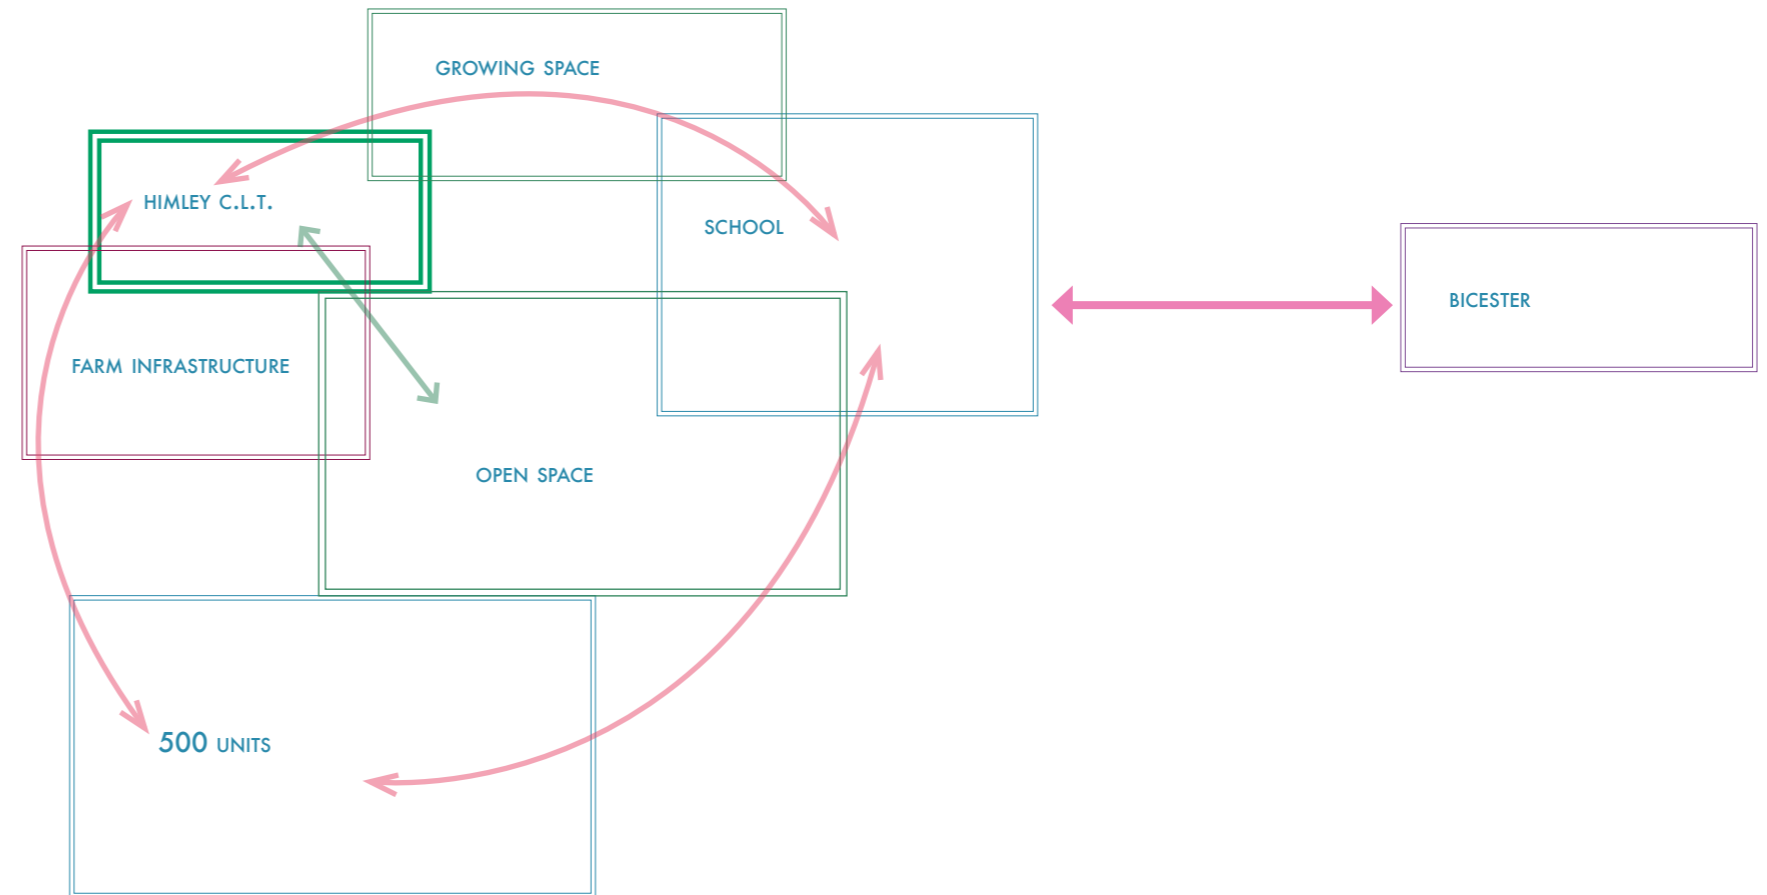 GROWING SPACE
HIMLEY C.L.T.
SCHOOL
BICESTER
FARM INFRASTRUCTURE
OPEN SPACE
500 UNITS